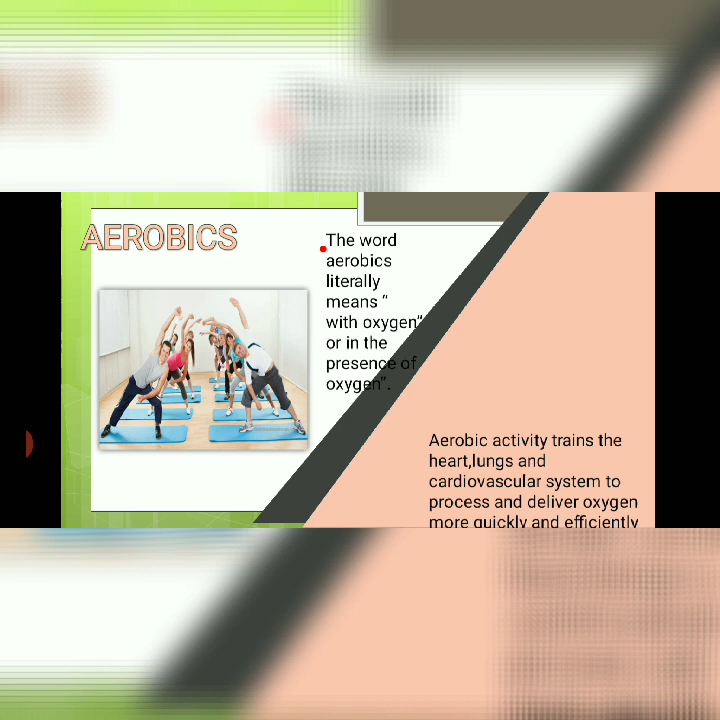 AEROBICS
The word
aerobics
literally
means “
with oxygen”
or in the
presence of
oxygen”.
Aerobic activity trains the
heart,lungs and
cardiovascular system to
process and deliver oxygen
more quickly and efficiently